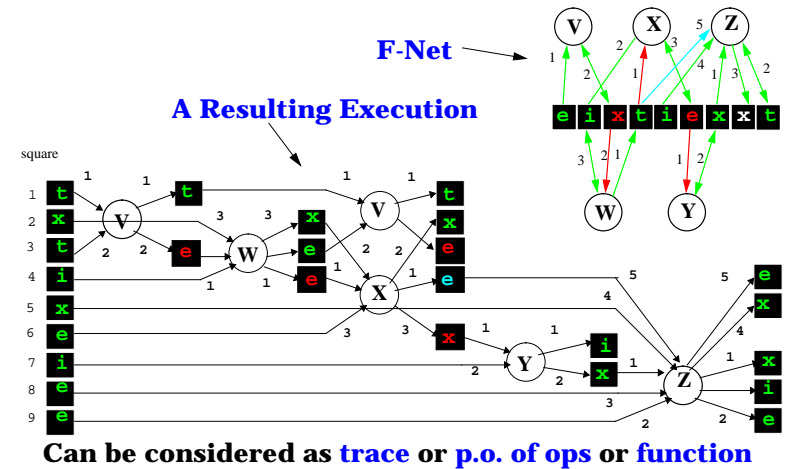 V X Z
F-Net
1 2 2 1 3 4 5 1 3 2
e i x t i e x x t
3 2 1 1 2
W Y
A Resulting Execution
square
1 t 1 1 t 1 1 t
2 x V 3 3 x V x
3 t 2 2 e W e 2 2 e
4 i 1 1 e 1 X 1 e 5 5 e
5 x 4 x
6 e 3 3 x 1 1 i 4
7 i 2 Y 2 x 1 1 x
8 e 3 Z i
9 e 2 2 e
Can be considered as trace or p.o. of ops or function